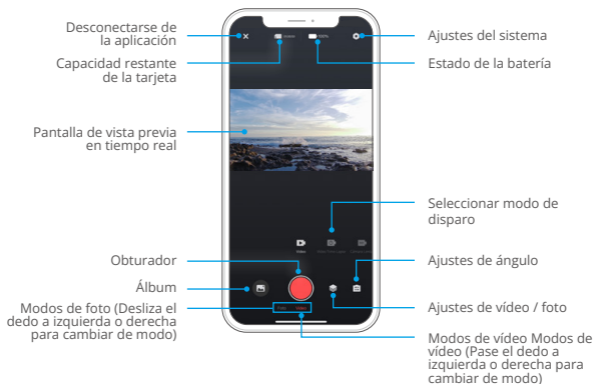 Desconectarse de
la aplicación
Capacidad restante
de la tarjeta
Pantalla de vista previa
en tiempo real
Obturador
Álbum
Modos de foto (Desliza el
dedo a izquierda o derecha
para cambiar de modo)
Ajustes del sistema
Estado de la batería
Seleccionar modo de
disparo
Ajustes de ángulo
Ajustes de vídeo / foto
Modos de vídeo Modos de
vídeo (Pase el dedo a
izquierda o derecha para
cambiar de modo)